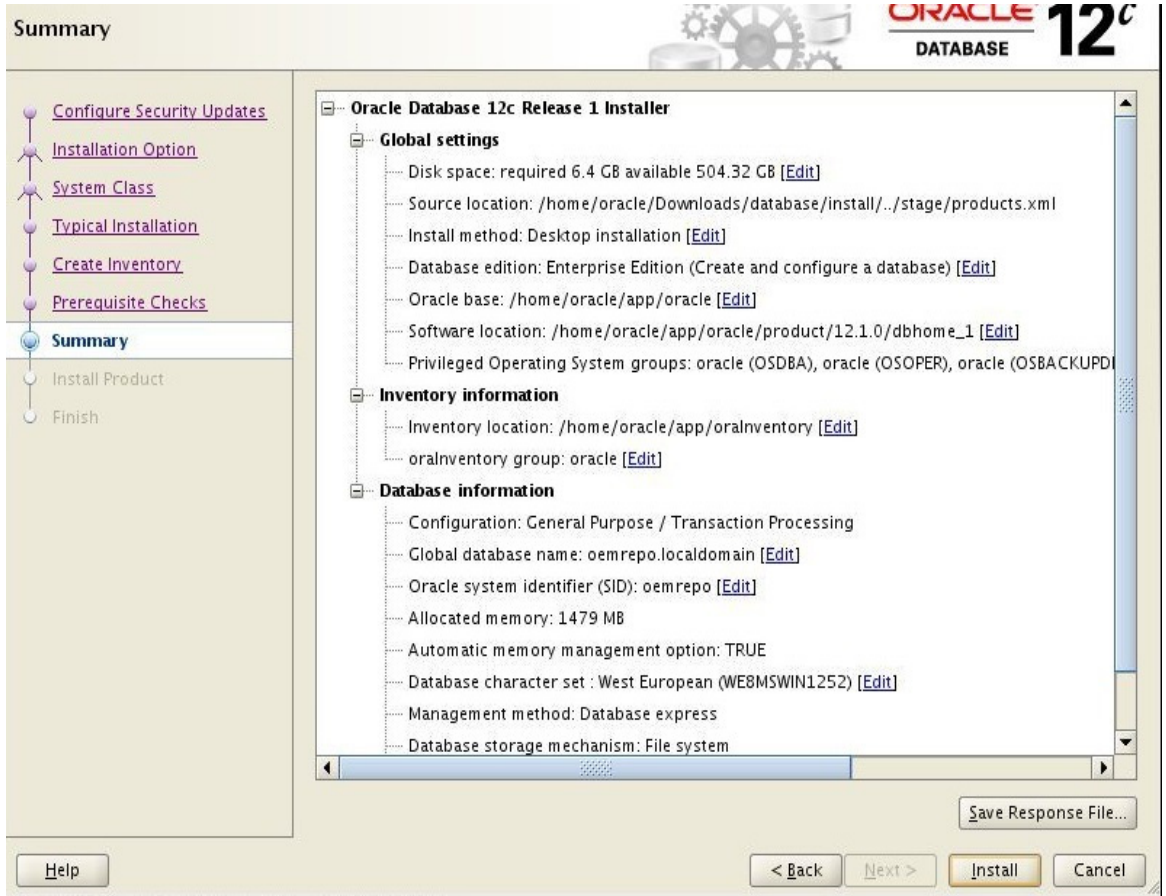 Summary
ORACLE
DATABASE
12c
Configure Security Updates
Installation Option
System Class
Typical Installation
Create Inventory
Prerequisite Checks
Summary
Install Product
Finish
Oracle Database 12c Release 1 Installer
Global settings
Disk space: required 6.4 GB available 504.32 GB [Edit]
Source location: /home/oracle/Downloads/database/install/../stage/products.xml
Install method: Desktop installation [Edit]
Database edition: Enterprise Edition (Create and configure a database) [Edit]
Oracle base: /home/oracle/app/oracle [Edit]
Software location: /home/oracle/app/oracle/product/12.1.0/dbhome_1 [Edit]
Privileged Operating System groups: oracle (OSDBA), oracle (OSOPER), oracle (OSBACKUPD
Inventory information
Inventory location: /home/oracle/app/oraInventory [Edit]
oraInventory group: oracle [Edit]
Database information
Configuration: General Purpose / Transaction Processing
Global database name: oemrepo.localdomain [Edit]
Oracle system identifier (SID): oemrepo [Edit]
Allocated memory: 1479 MB
Automatic memory management option: TRUE
Database character set : West European (WE8MSWIN1252) [Edit]
Management method: Database express
Database storage mechanism: File system
Save Response File...
Help
< Back
Next >
Install
Cancel